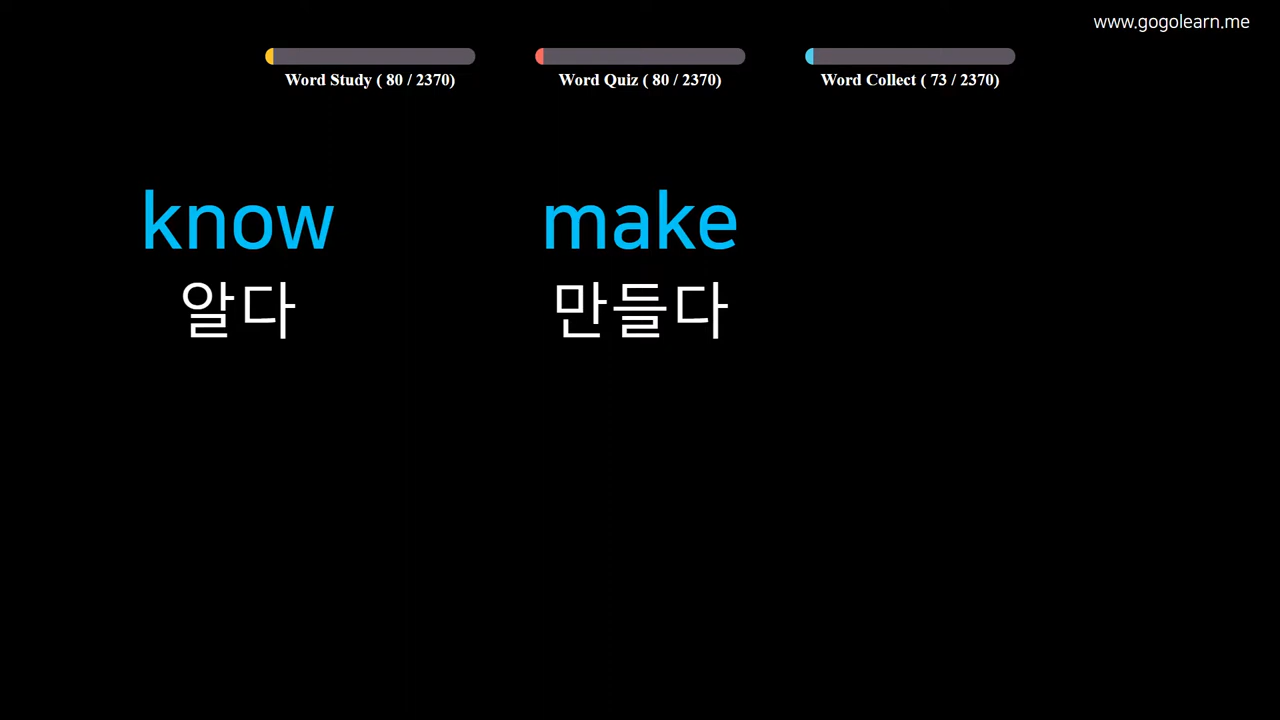 www.gogolearn.me
Word Study ( 80 / 2370)
Word Quiz ( 80 / 2370)
Word Collect ( 73 / 2370)
know
알다
make
만들다